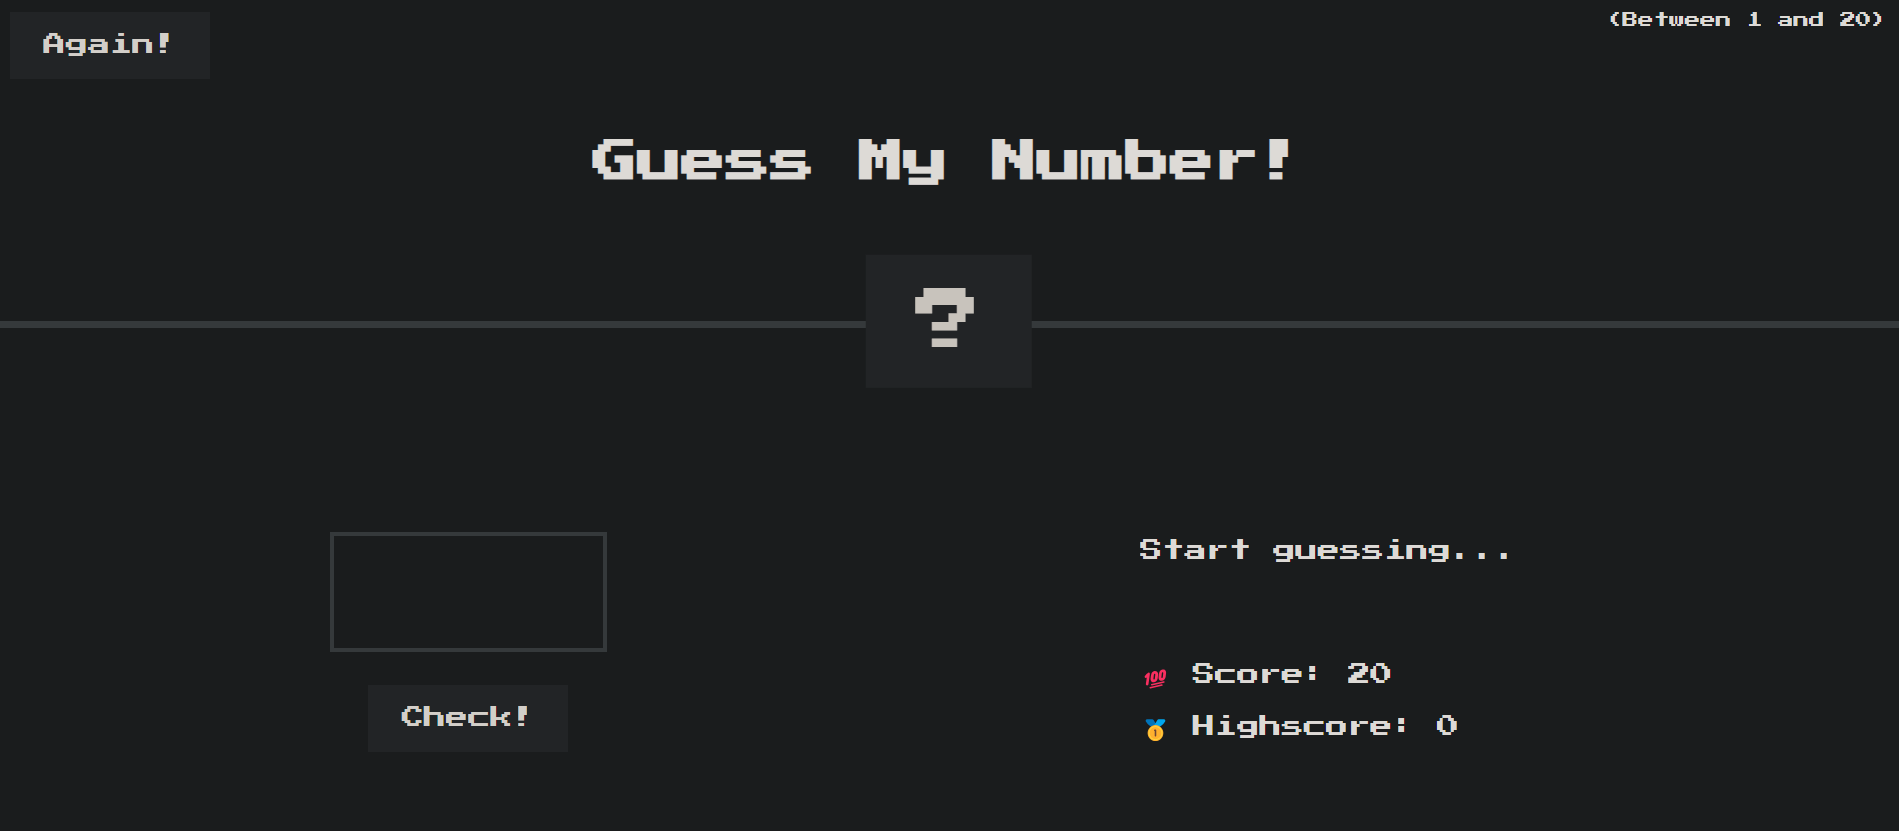 Again!
(Between 1 and 20)
Guess My Number!
?
Start guessing...
💯 Score: 20
Check!
🥇 Highscore: 0